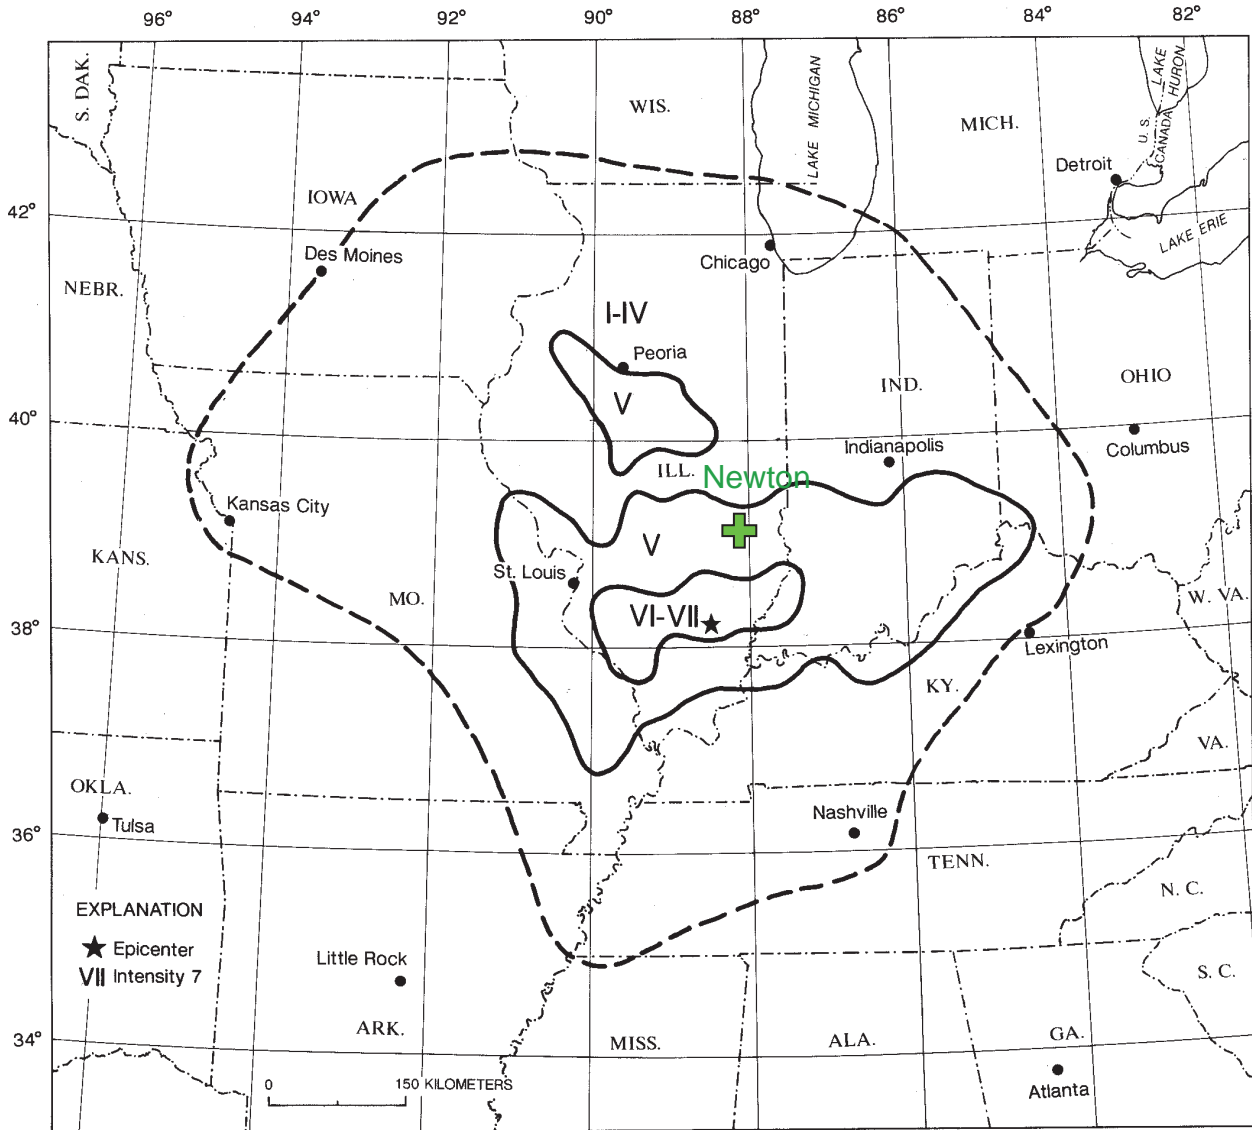 96° 94° 92° 90° 88° 86° 84° 82°
S. DAK.
WIS.
LAKE MICHIGAN
MICH.
LAKE
HURON
U. S.
CANADA
Detroit
IOWA
42°
LAKE ERIE
Des Moines
Chicago
NEBR.
I-IV
Peoria
IND.
OHIO
V
40°
Indianapolis
Columbus
ILL.
Newton
Kansas City
V
KANS.
St. Louis
MO.
VI-VII
W. VA.
38°
Lexington
KY.
VA.
OKLA.
Tulsa
Nashville
36°
TENN.
N. C.
EXPLANATION
Epicenter
VII Intensity 7
Little Rock
S. C.
ARK.
34°
MISS.
ALA.
GA.
0 150 KILOMETERS
Atlanta